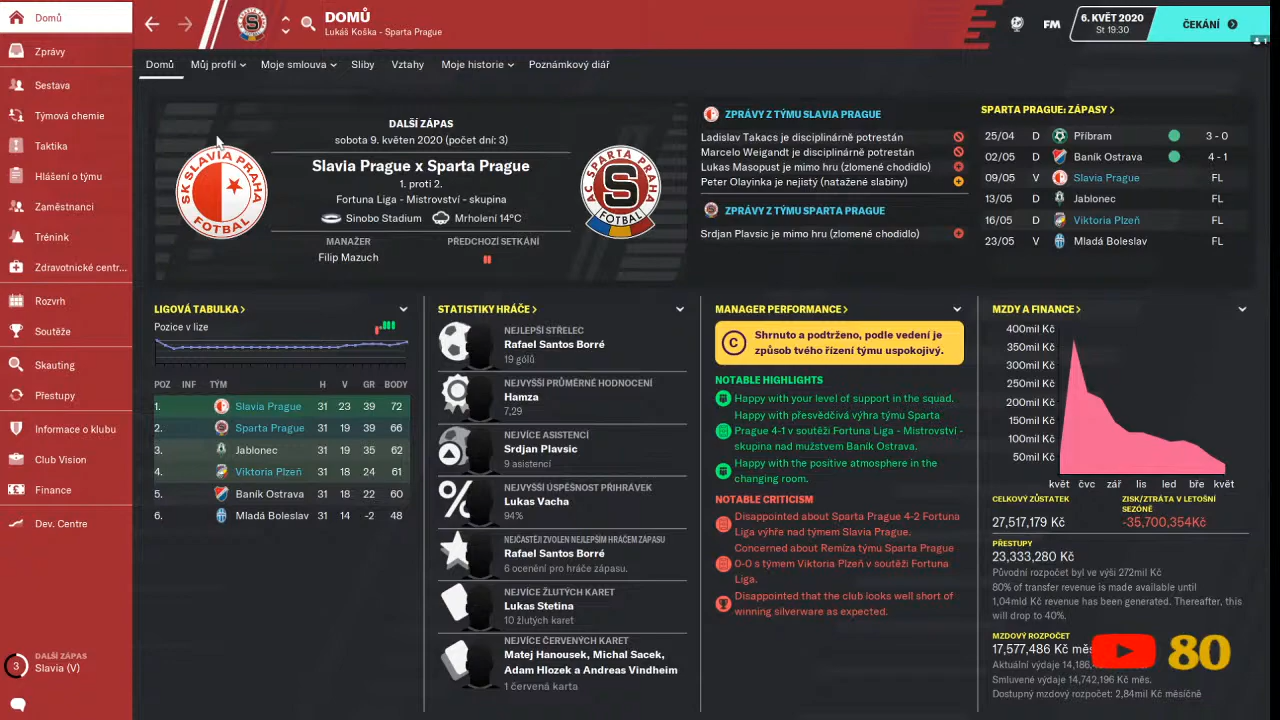 Domů
Zprávy
Sestava
Týmová chemie
Taktika
Hlášení o týmu
Zaměstnanci
Trénink
Zdravotnické centr...
Rozvrh
Soutěže
Skauting
Přestupy
Informace o klubu
Club Vision
Finance
Dev. Centre
3
DALŠÍ ZÁPAS
Slavia (V)
DOMŮ
Lukáš Koška - Sparta Prague
FM
6. KVĚT 2020
St 19:30
ČEKÁNÍ
1
Domů
Můj profil
Moje smlouva
Sliby
Vztahy
Moje historie
Poznámkový diář
SK SLAVIA PRAHA
FOTBAL
DALŠÍ ZÁPAS
sobota 9. květen 2020 (počet dní: 3)
Slavia Prague x Sparta Prague
1. proti 2.
Fortuna Liga - Mistrovství - skupina
Sinobo Stadium
Mrholení 14°C
MANAŽER
Filip Mazuch
PŘEDCHOZÍ SETKÁNÍ
AC SPARTA PRAHA
S
FOTBAL
ZPRÁVY Z TÝMU SLAVIA PRAGUE
Ladislav Takacs je disciplinárně potrestán
Marcelo Weigandt je disciplinárně potrestán
Lukas Masopust je mimo hru (zlomené chodidlo)
Peter Olayinka je nejistý (natažené slabiny)
ZPRÁVY Z TÝMU SPARTA PRAGUE
Srdjan Plavsic je mimo hru (zlomené chodidlo)
SPARTA PRAGUE: ZÁPASY
25/04 D Příbram 3 - 0
02/05 D Baník Ostrava 4 - 1
09/05 V Slavia Prague FL
13/05 D Jablonec FL
16/05 D Viktoria Plzeň FL
23/05 V Mladá Boleslav FL
LIGOVÁ TABULKA
Pozice v lize
POZ INF TÝM H V GR BODY
1. Slavia Prague 31 23 39 72
2. Sparta Prague 31 19 39 66
3. Jablonec 31 19 35 62
4. Viktoria Plzeň 31 18 24 61
5. Baník Ostrava 31 18 22 60
6. Mladá Boleslav 31 14 -2 48
STATISTIKY HRÁČE
NEJLEPŠÍ STŘELEC
Rafael Santos Borré
19 gólů
NEJVYŠŠÍ PRŮMĚRNÉ HODNOCENÍ
Hamza
7,29
NEJVÍCE ASISTENCÍ
Srdjan Plavsic
9 asistencí
NEJVYŠŠÍ ÚSPĚŠNOST PŘIHRÁVEK
Lukas Vacha
94%
NEJČASTĚJI ZVOLEN NEJLEPŠÍM HRÁČEM ZÁPASU
Rafael Santos Borré
6 ocenění pro hráče zápasu.
NEJVÍCE ŽLUTÝCH KARET
Lukas Stetina
10 žlutých karet
NEJVÍCE ČERVENÝCH KARET
Matej Hanousek, Michal Sacek,
Adam Hlozek a Andreas Vindheim
1 červená karta
MANAGER PERFORMANCE
C
Shrnuto a podtrženo, podle vedení je
způsob tvého řízení týmu uspokojivý.
NOTABLE HIGHLIGHTS
Happy with your level of support in the squad.
Happy with přesvědčivá výhra týmu Sparta
Prague 4-1 v soutěži Fortuna Liga - Mistrovství -
skupina nad mužstvem Baník Ostrava.
Happy with the positive atmosphere in the
changing room.
NOTABLE CRITICISM
Disappointed about Sparta Prague 4-2 Fortuna
Liga výhře nad týmem Slavia Prague.
Concerned about Remíza týmu Sparta Prague
0-0 s týmem Viktoria Plzeň v soutěži Fortuna
Liga.
Disappointed that the club looks well short of
winning silverware as expected.
MZDY A FINANCE
400mil Kč
350mil Kč
300mil Kč
250mil Kč
200mil Kč
150mil Kč
100mil Kč
50mil Kč
květ čvc zář lis led bře květ
CELKOVÝ ZŮSTATEK
27,517,179 Kč
ZISK/ZTRÁTA V LETOŠNÍ
SEZÓNĚ
-35,700,354Kč
PŘESTUPY
23,333,280 Kč
Původní rozpočet byl ve výši 272mil Kč
80% of transfer revenue is made available until
1,04mld Kč revenue has been generated. Thereafter, this
will drop to 40%.
MZDOVÝ ROZPOČET
17,577,486 Kč měs
Aktuální výdaje 14,186,
Smluvené výdaje 14,742,196 Kč měs.
Dostupný mzdový rozpočet: 2,84mil Kč měsíčně
80